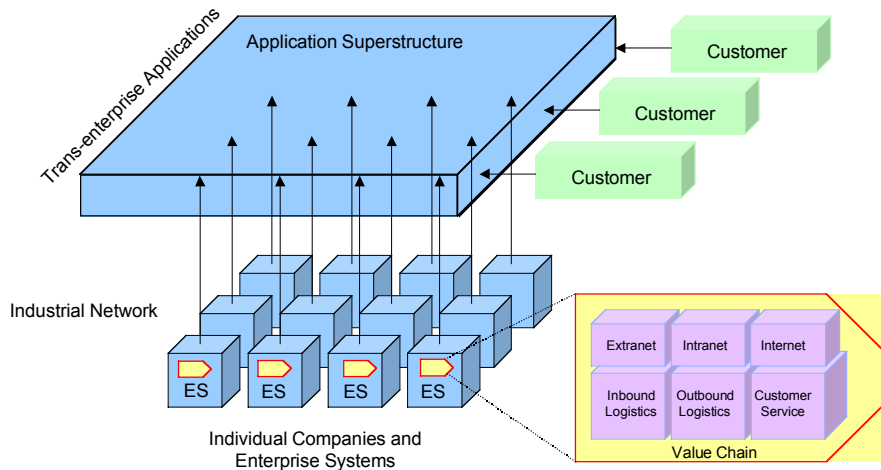 Application Superstructure
Trans-enterprise Applications
Customer
Customer
Customer
Industrial Network
ES
ES
ES
ES
Individual Companies and
Enterprise Systems
Extranet
Intranet
Internet
Inbound
Logistics
Outbound
Logistics
Customer
Service
Value Chain